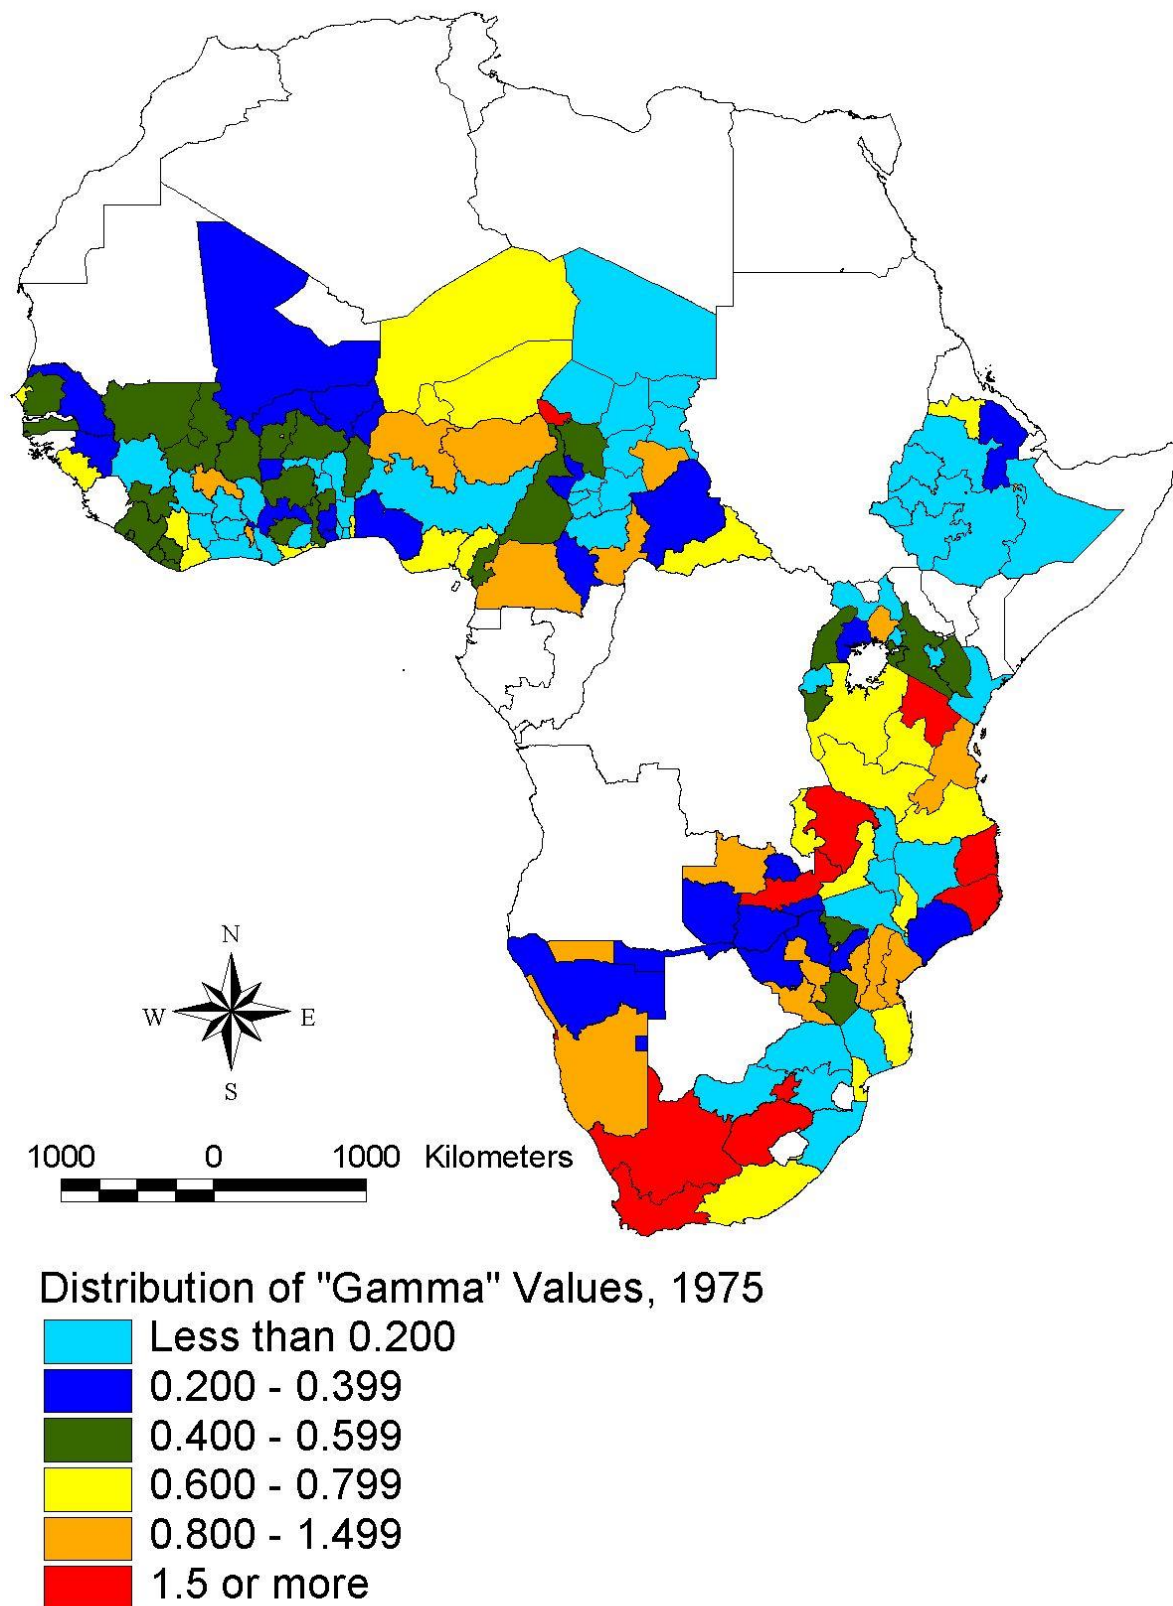 N
W E
S
1000 0 1000 Kilometers
Distribution of "Gamma" Values, 1975
Less than 0.200
0.200 - 0.399
0.400 - 0.599
0.600 - 0.799
0.800 - 1.499
1.5 or more